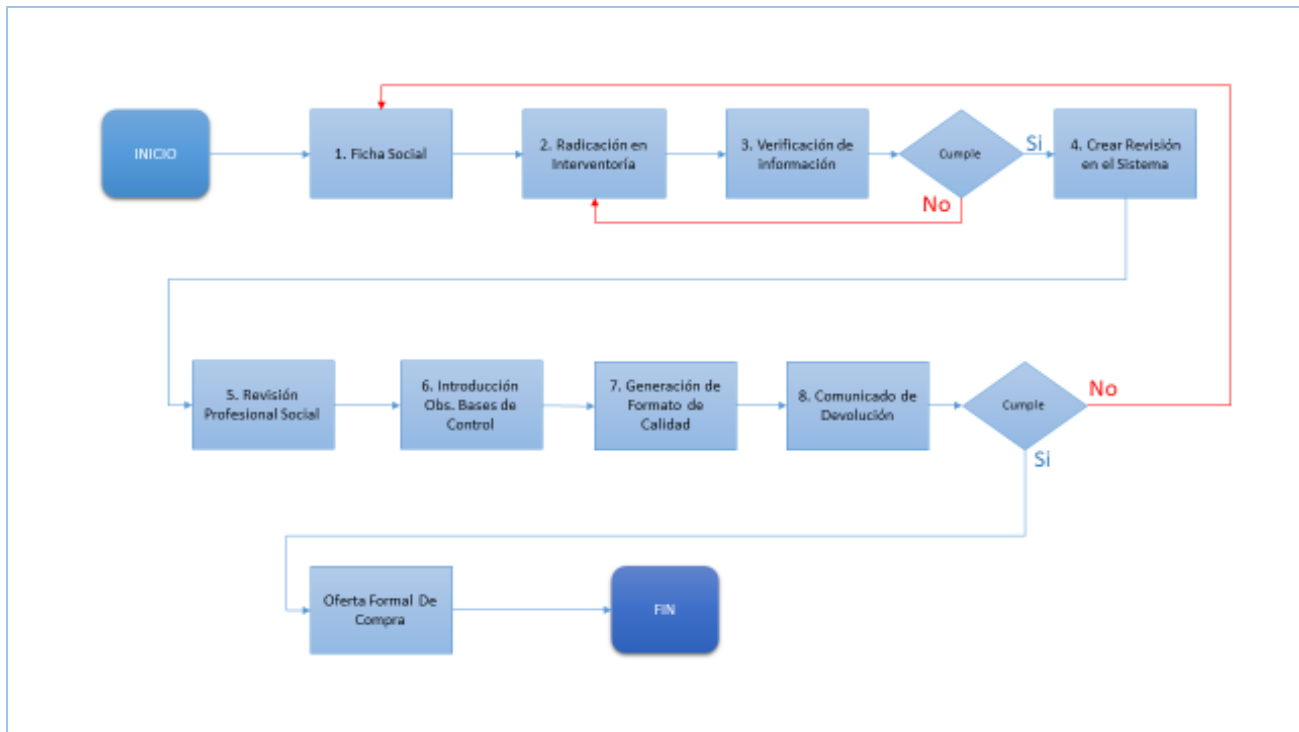 INICIO
1. Ficha Social
2. Radicación en
Interventoría
3. Verificación de
información
Cumple
Si
4. Crear Revisión
en el Sistema
No
5. Revisión
Profesional Social
6. Introducción
Obs. Bases de
Control
7. Generación de
Formato de
Calidad
8. Comunicado de
Devolución
Cumple
No
Si
Oferta Formal De
Compra
FIN